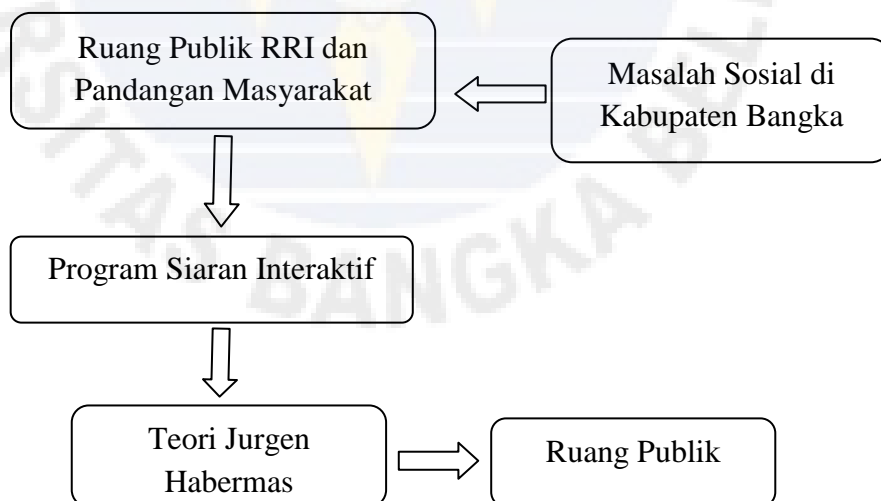 Ruang Publik RRI dan
Pandangan Masyarakat
Masalah Sosial di
Kabupaten Bangka
Program Siaran Interaktif
Teori Jurgen
Habermas
Ruang Publik
BANGKA